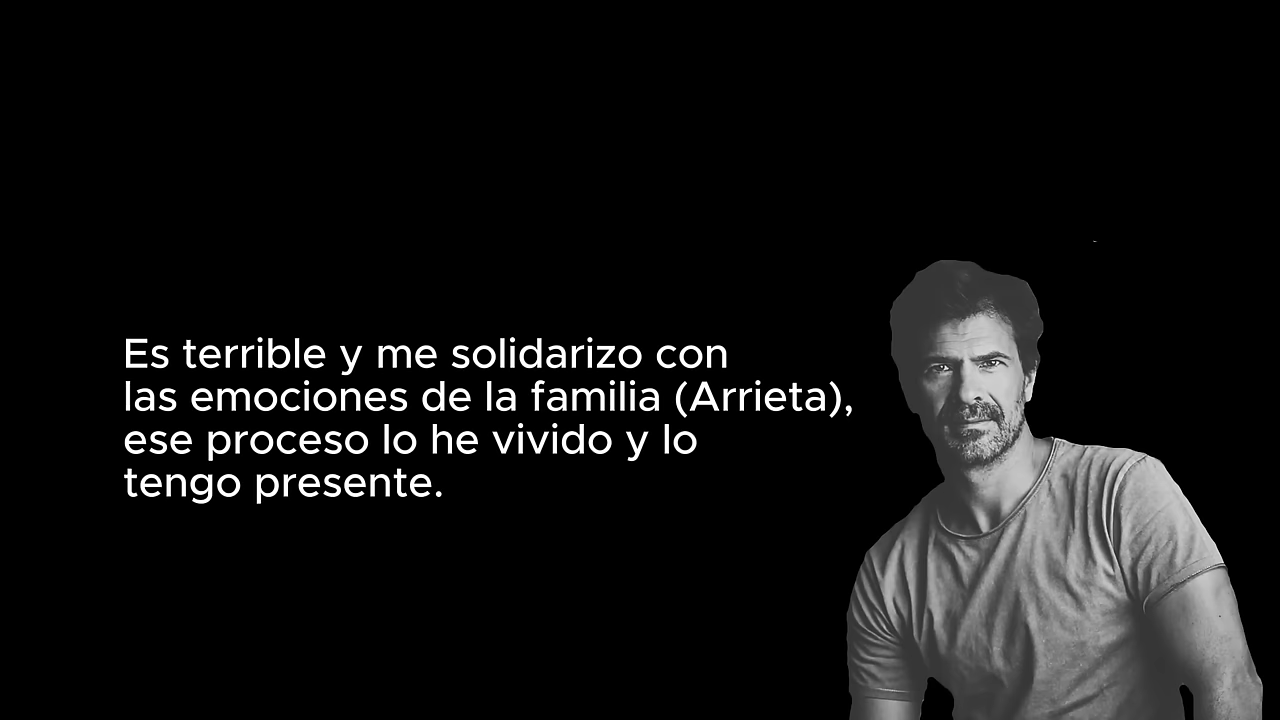 Es terrible y me solidarizo con
las emociones de la familia (Arrieta),
ese proceso lo he vivido y lo
tengo presente.